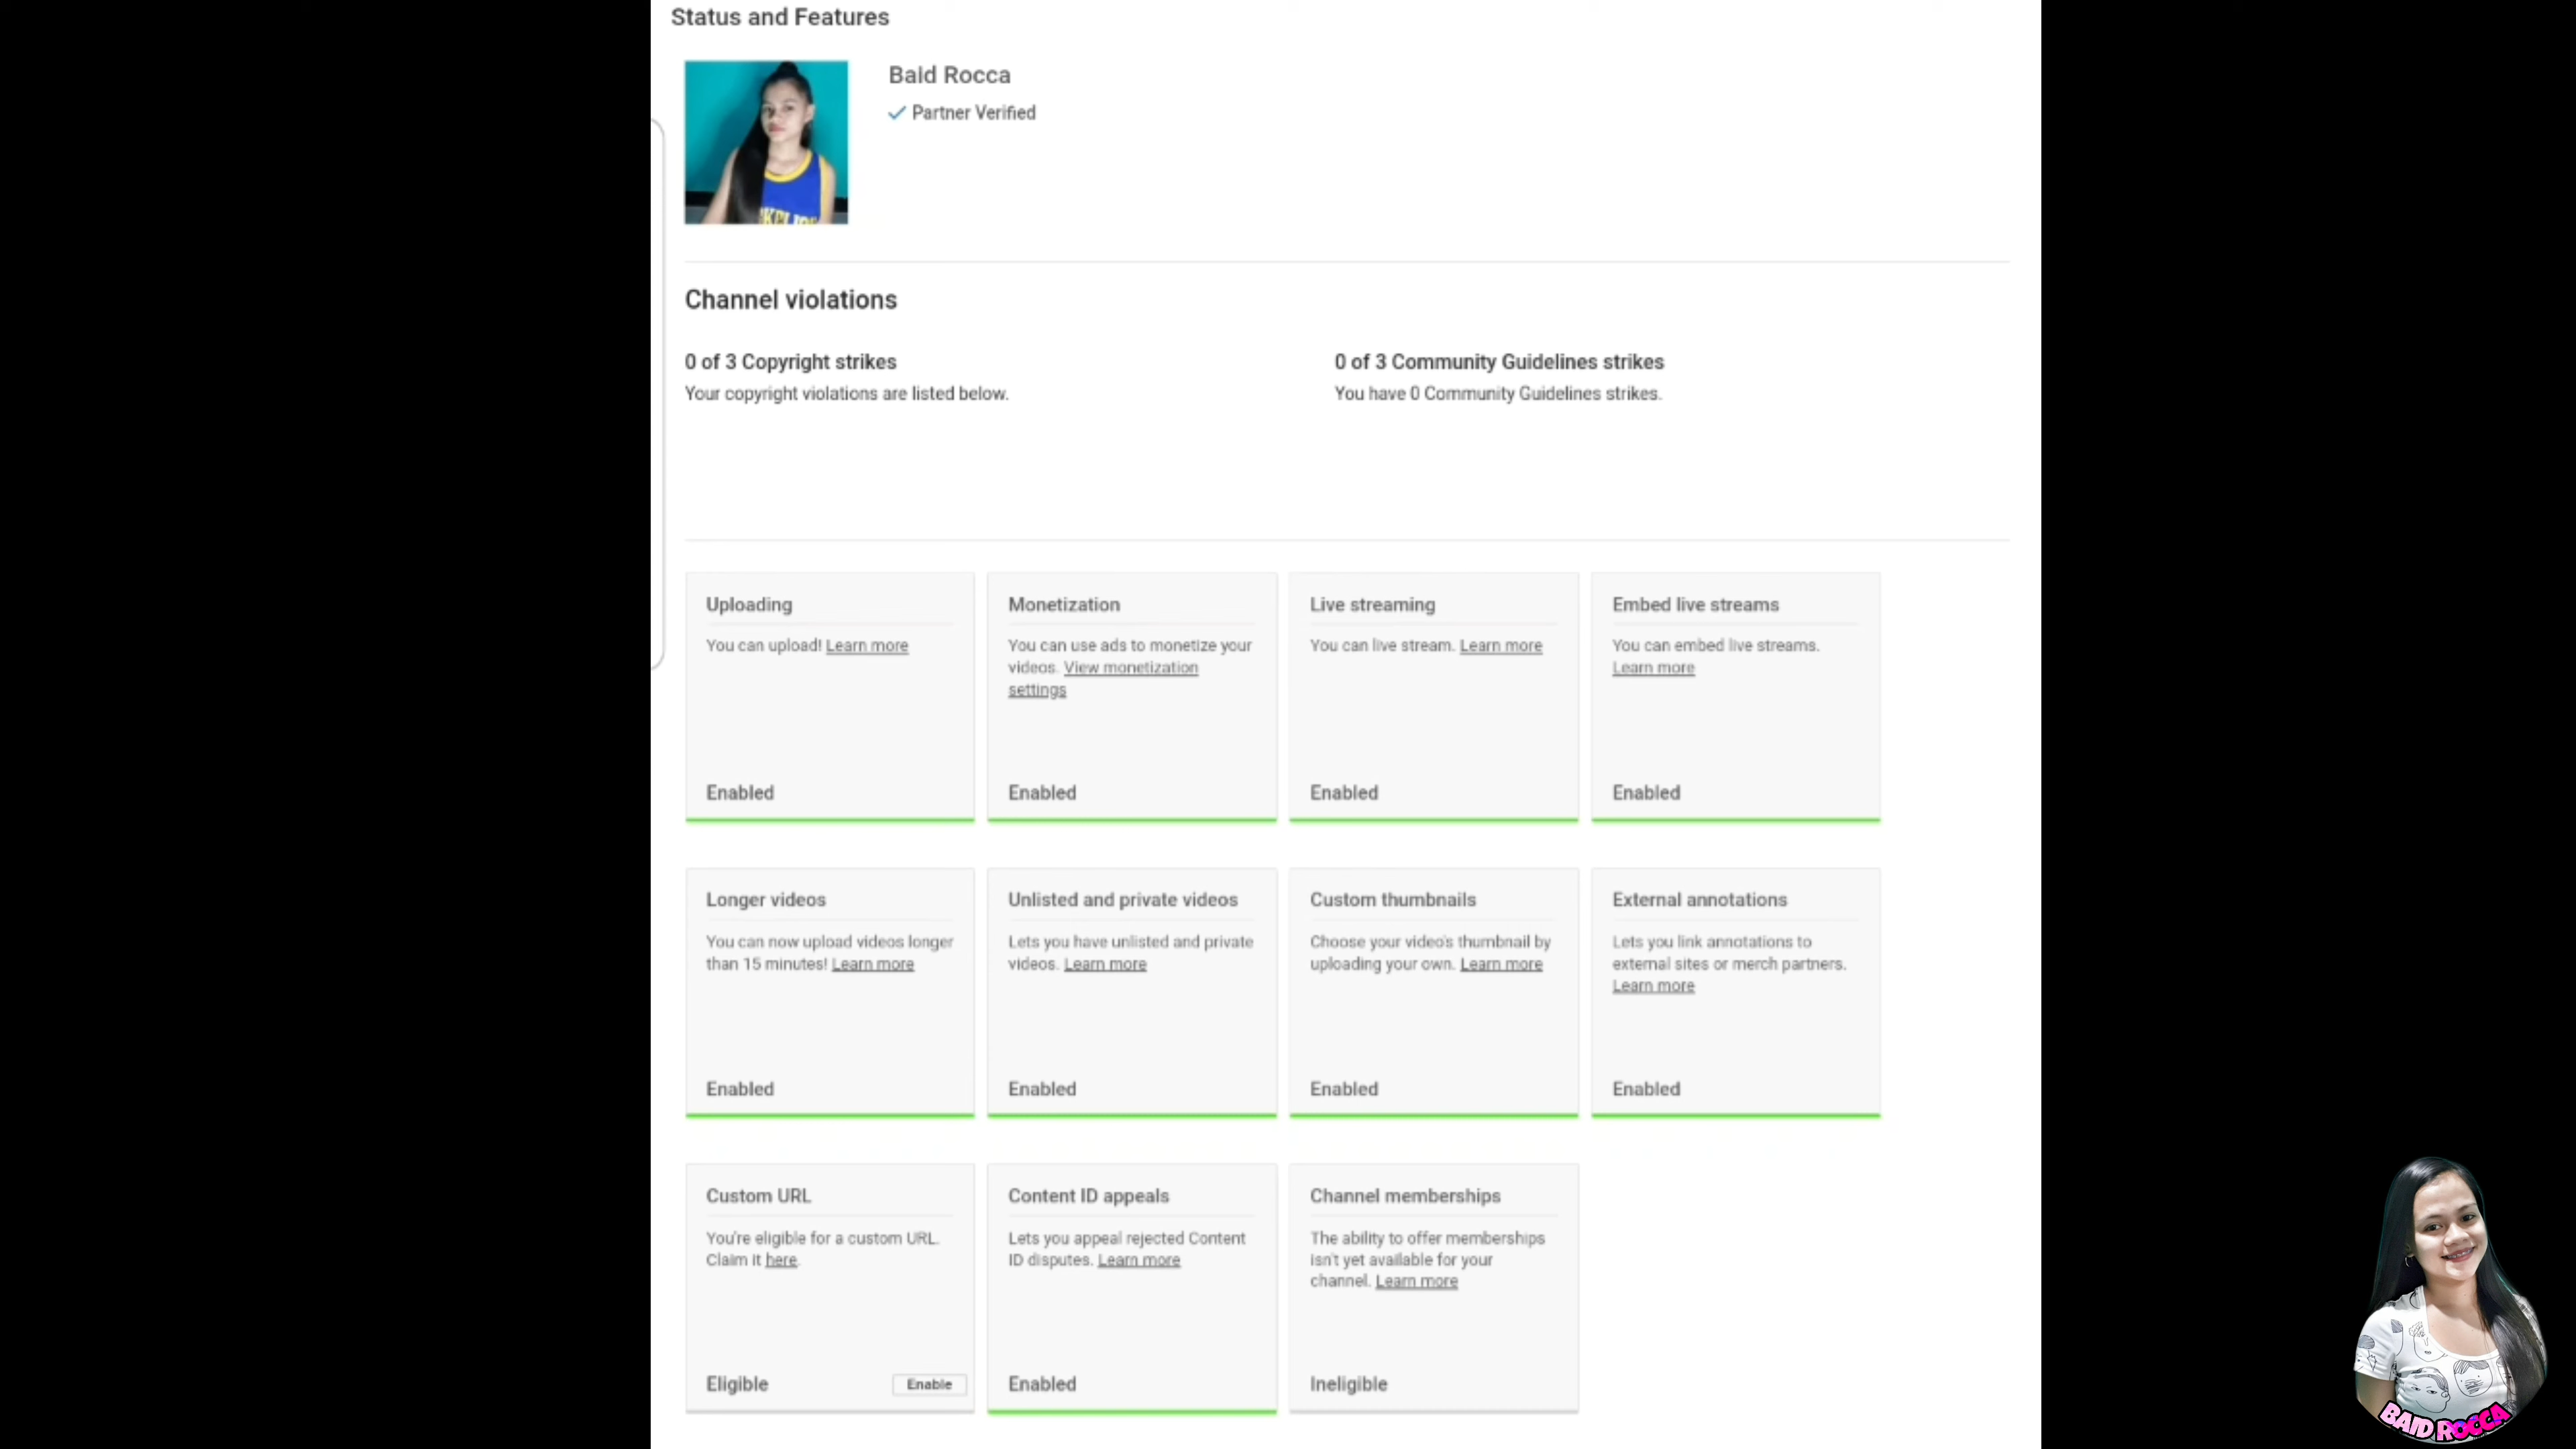 Status and Features
Baid Rocca
Partner Verified
Channel violations
0 of 3 Copyright strikes
Your copyright violations are listed below.
0 of 3 Community Guidelines strikes
You have 0 Community Guidelines strikes.
Uploading
You can upload! Learn more
Enabled
Monetization
You can use ads to monetize your
videos. View monetization
settings
Enabled
Live streaming
You can live stream. Learn more
Enabled
Embed live streams
You can embed live streams.
Learn more
Enabled
Longer videos
You can now upload videos longer
than 15 minutes! Learn more
Enabled
Unlisted and private videos
Lets you have unlisted and private
videos. Learn more
Enabled
Custom thumbnails
Choose your video's thumbnail by
uploading your own. Learn more
Enabled
External annotations
Lets you link annotations to
external sites or merch partners.
Learn more
Enabled
Custom URL
You're eligible for a custom URL.
Claim it here.
Eligible
Enable
Content ID appeals
Lets you appeal rejected Content
ID disputes. Learn more
Enabled
Channel memberships
The ability to offer memberships
isn't yet available for your
channel. Learn more
Ineligible
BAID ROCCA